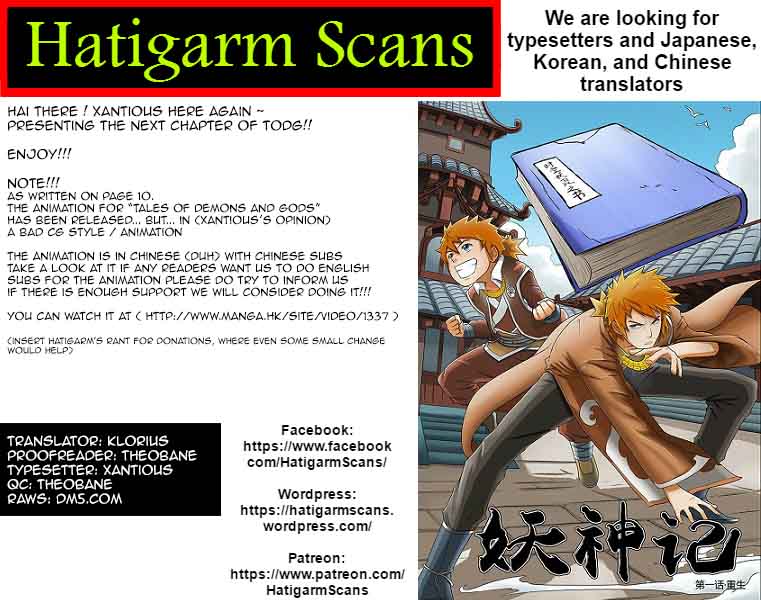 Hatigarm Scans
We are looking for
typesetters and Japanese,
Korean, and Chinese
translators
HAI THERE ! XANTIOUS HERE AGAIN ~
PRESENTING THE NEXT CHAPTER OF TODG!!
ENJOY!!!
NOTE!!!
AS WRITTEN ON PAGE 10.
THE ANIMATION FOR "TALES OF DEMONS AND GODS"
HAS BEEN RELEASED... BUT... IN (XANTIOUS'S OPINION)
A BAD CG STYLE / ANIMATION
THE ANIMATION IS IN CHINESE (DUH) WITH CHINESE SUBS
TAKE A LOOK AT IT IF ANY READERS WANT US TO DO ENGLISH
SUBS FOR THE ANIMATION PLEASE DO TRY TO INFORM US
IF THERE IS ENOUGH SUPPORT WE WILL CONSIDER DOING IT!!!
YOU CAN WATCH IT AT ( HTTP://WWW.MANGA.HK/SITE/VIDEO/1337 )
(INSERT HATIGARM'S RANT FOR DONATIONS, WHERE EVEN SOME SMALL CHANGE
WOULD HELP)
TRANSLATOR: KLORIUS
PROOFREADER: THEOBANE
TYPESETTER: XANTIOUS
QC: THEOBANE
RAWS: DM5.COM
Facebook:
https://www.facebook
com/HatigarmScans/
Wordpress:
https://hatigarmscans.
wordpress.com/
Patreon:
https://www.patreon.com/
HatigarmScans
妖神记
第一话·重生